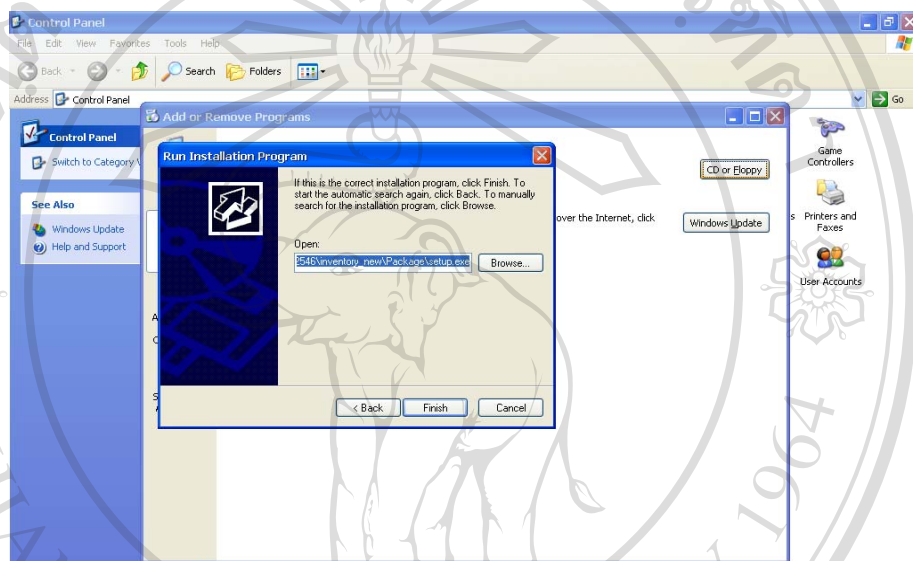 Control Panel
File Edit View Favorites Tools Help
Back Search Folders
Address Control Panel Go
Add or Remove Programs
Control Panel
Switch to Category
See Also
Windows Update
Help and Support
Run Installation Program
If this is the correct installation program, click Finish. To
start the automatic search again, click Back. To manually
search for the installation program, click Browse.
Open:
2546\inventory_new\Package\setup.exe Browse...
< Back Finish Cancel
CD or Floppy
over the Internet, click Windows Update
Game
Controllers
Printers and
Faxes
User Accounts
1964